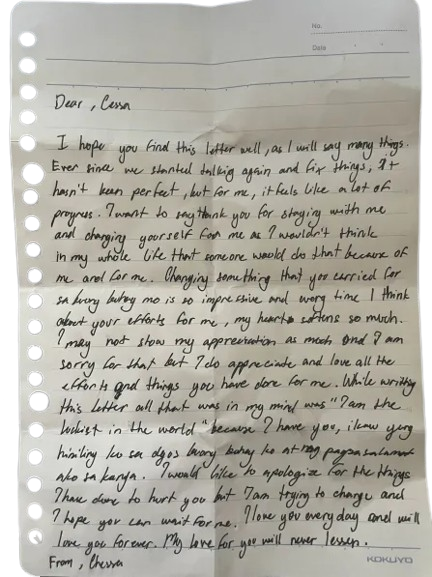 No.
Date
Dear, Cessa
I hope you find this letter well, as I will say many things.
Ever since we started talking again and fix things, It
hasn't been perfect, but for me, it feels like a lot of
progress. I want to say thank you for staying with me
and changing yourself for me as I wouldn't think
in my whole life that someone would do that because of
me and for me. Changing something that you carried for
sa buong buhay mo is so impressive and every time I think
about your efforts for me, my heart softens so much.
I may not show my appreciation as much and I am
sorry for that but I do appreciate and love all the
efforts and things you have done for me. While writing
this letter all that was in my mind was "I am the
luckist in the world" because I have you, ikaw yung
hiniling ko sa dyos buong buhay ko at nagpapasalamat
ako sa kanya. I would like to apologize for the things
I have done to hurt you but I am trying to change and
I hope you can wait for me. I love you everyday and will
love you forever. My love for you will never lessen.
From, Chessa
KOKUYO